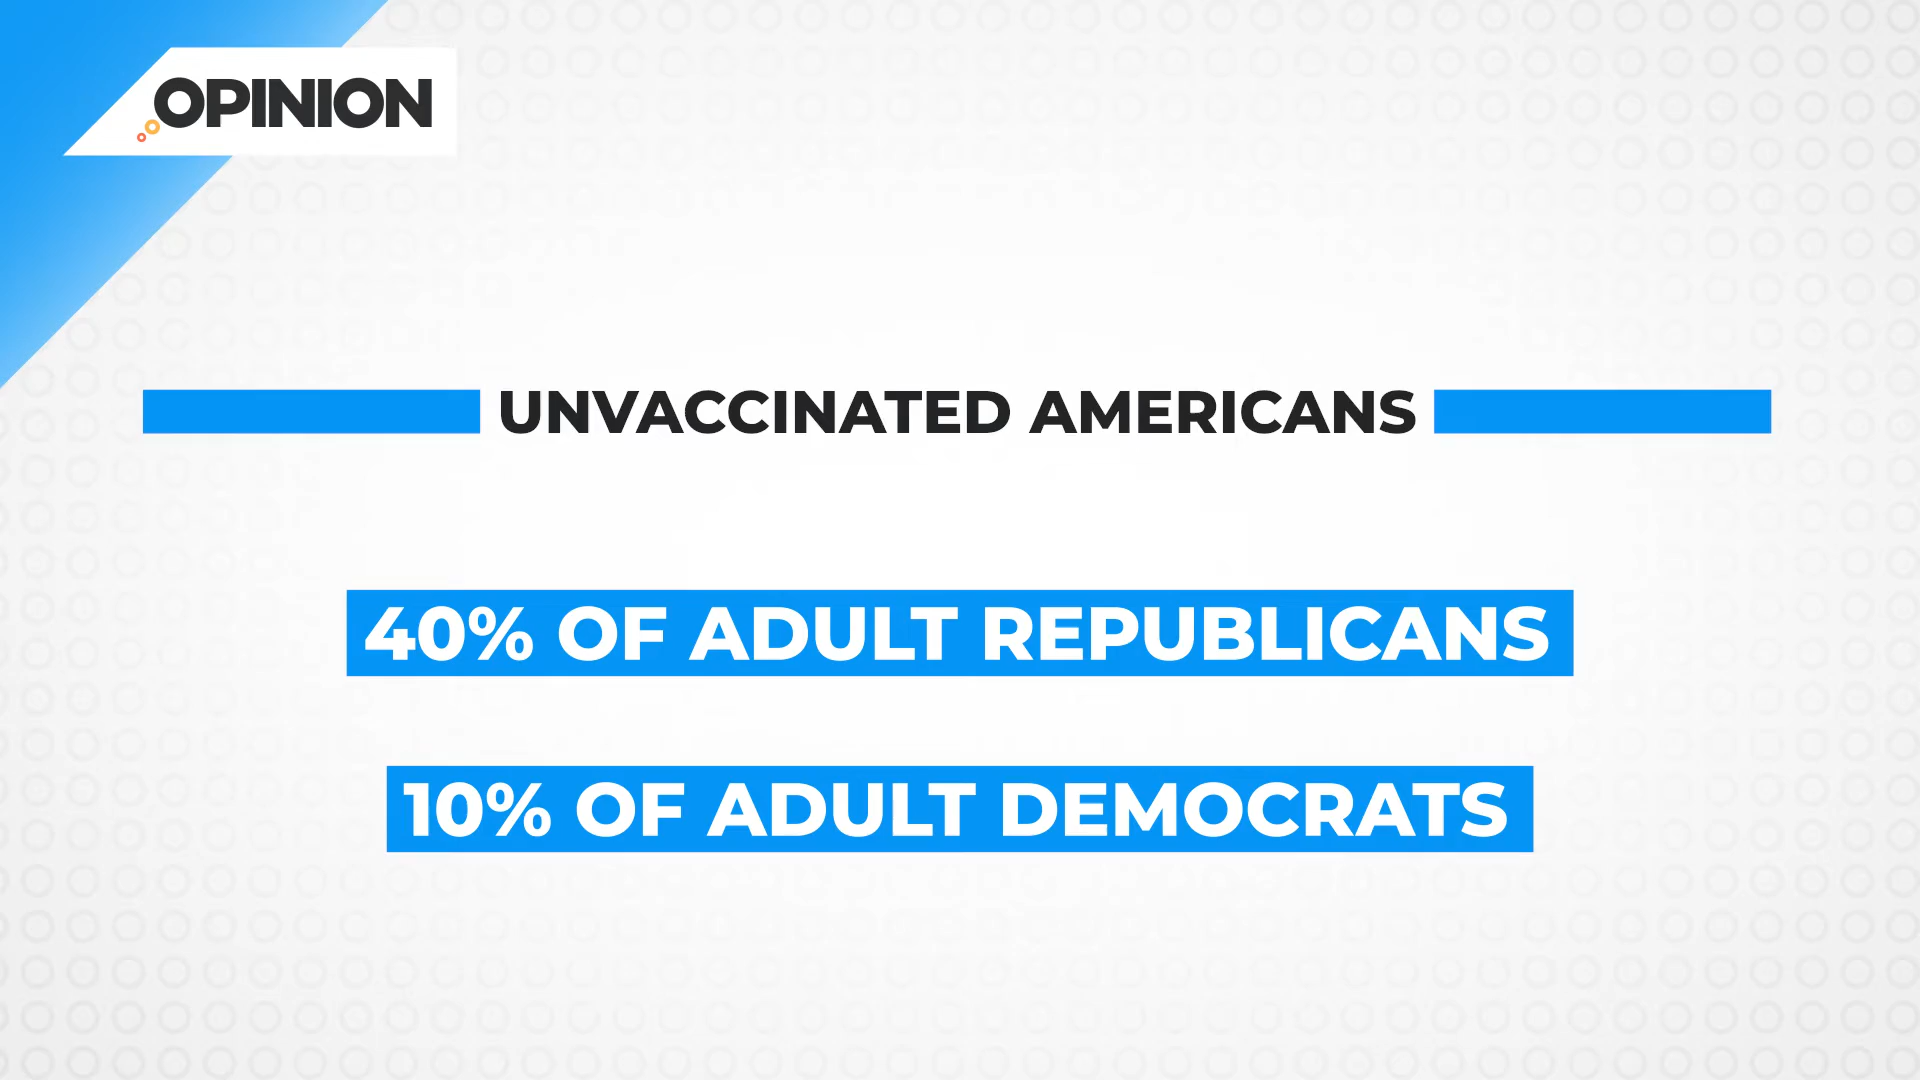 OPINION
UNVACCINATED AMERICANS
40% OF ADULT REPUBLICANS
10% OF ADULT DEMOCRATS